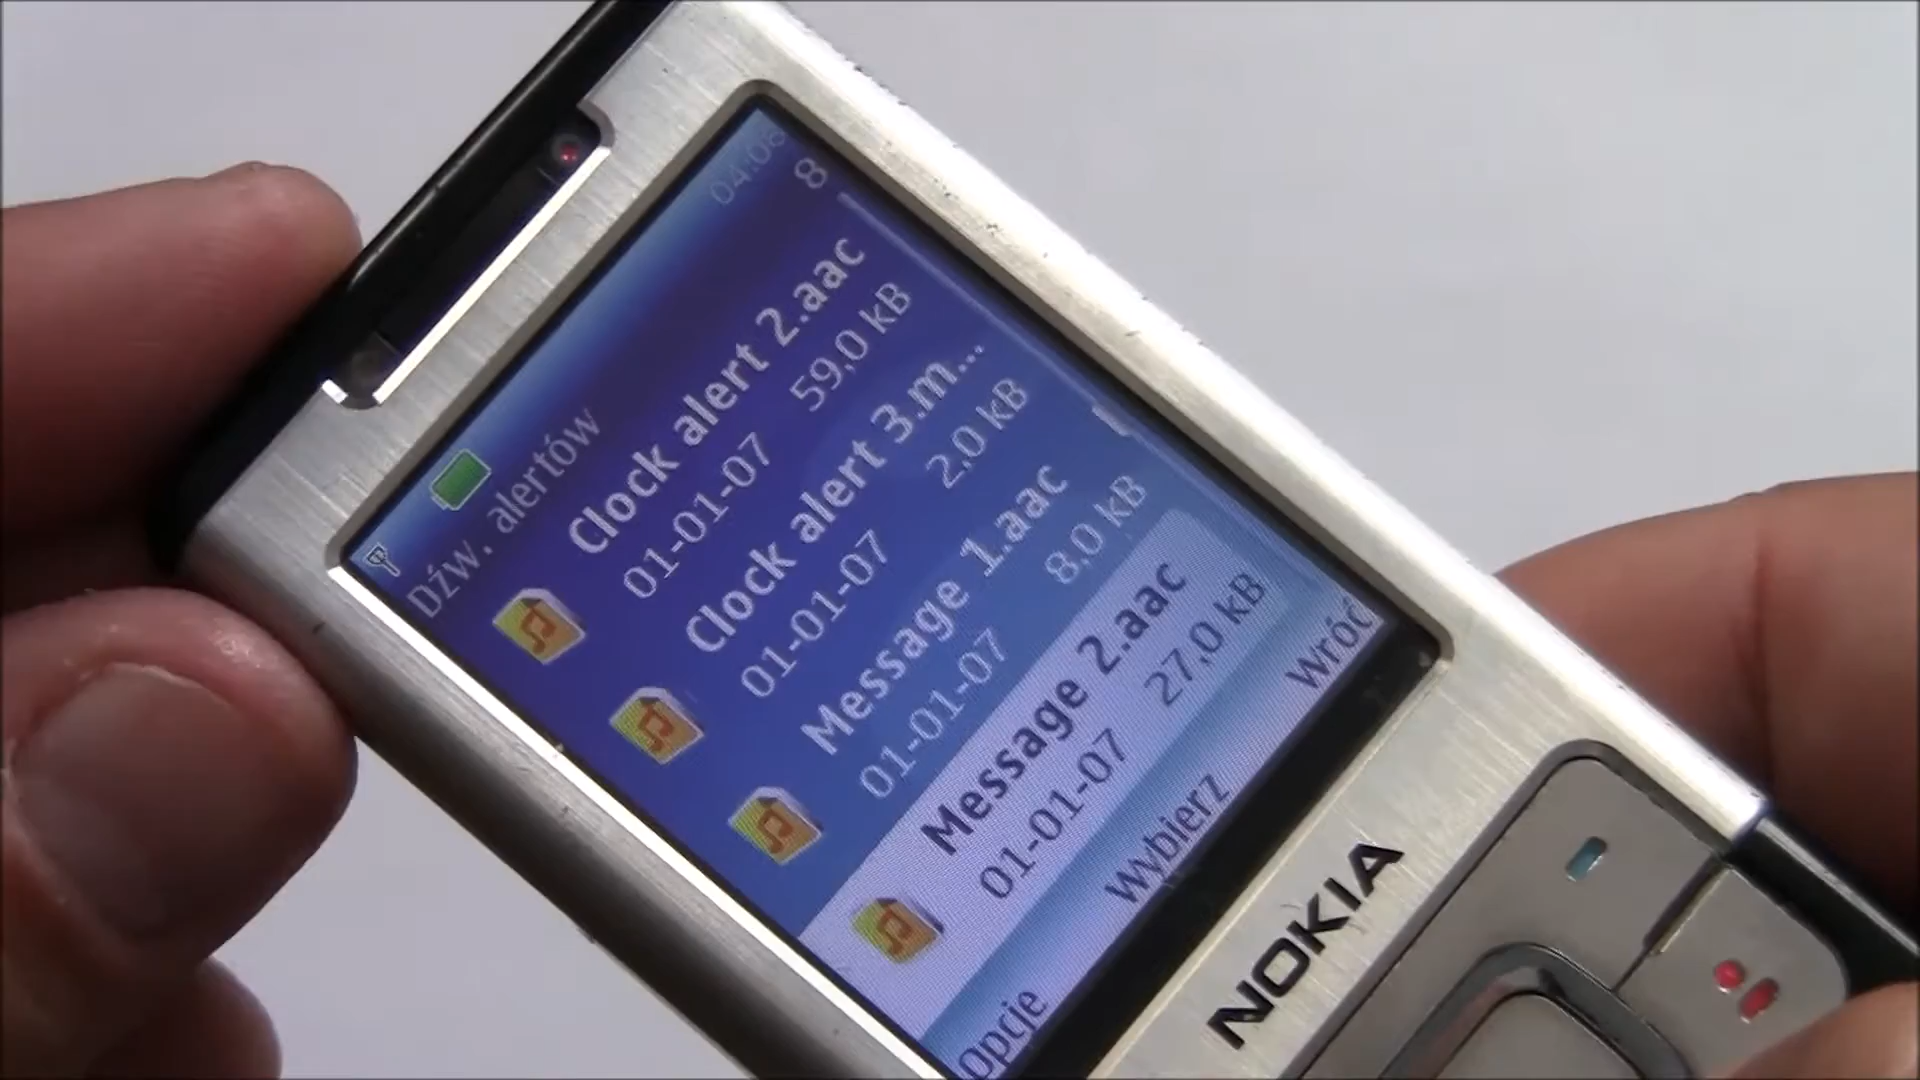 04:08
Dźw. alertów 8
Clock alert 2.aac
01-01-07 59,0 kB
Clock alert 3.m...
01-01-07 2,0 kB
Message 1.aac
01-01-07 8,0 kB
Message 2.aac
01-01-07 27,0 kB
Opcje Wybierz Wróć
NOKIA